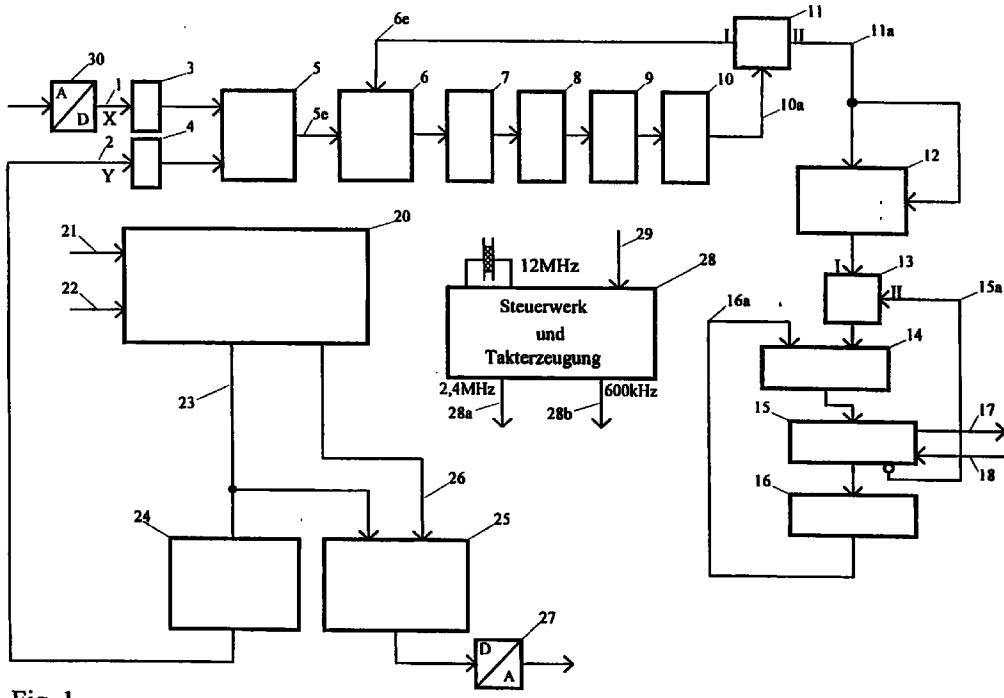 6e
I
11
II
11a
30
A
D
1
X
3
5
5e
6
7
8
9
10
10a
2
Y
4
12
20
21
22
12MHz
29
28
Steuerwerk
und
Takterzeugung
2,4MHz
28a
28b
600kHz
I
13
II
15a
16a
14
15
17
18
16
23
26
24
25
D
A
27
Fig. 1